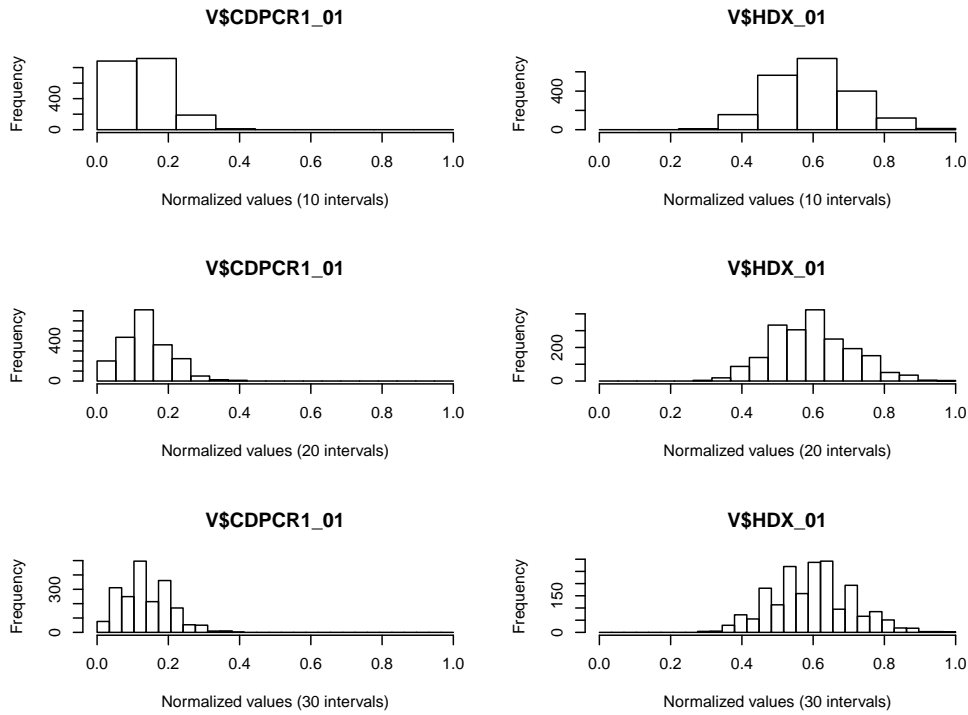 V$CDPCR1_01
Frequency
0 400
0.0 0.2 0.4 0.6 0.8 1.0
Normalized values (10 intervals)
V$HDX_01
Frequency
0 400
0.0 0.2 0.4 0.6 0.8 1.0
Normalized values (10 intervals)
V$CDPCR1_01
Frequency
0 400
0.0 0.2 0.4 0.6 0.8 1.0
Normalized values (20 intervals)
V$HDX_01
Frequency
0 200
0.0 0.2 0.4 0.6 0.8 1.0
Normalized values (20 intervals)
V$CDPCR1_01
Frequency
0 300
0.0 0.2 0.4 0.6 0.8 1.0
Normalized values (30 intervals)
V$HDX_01
Frequency
0 150
0.0 0.2 0.4 0.6 0.8 1.0
Normalized values (30 intervals)